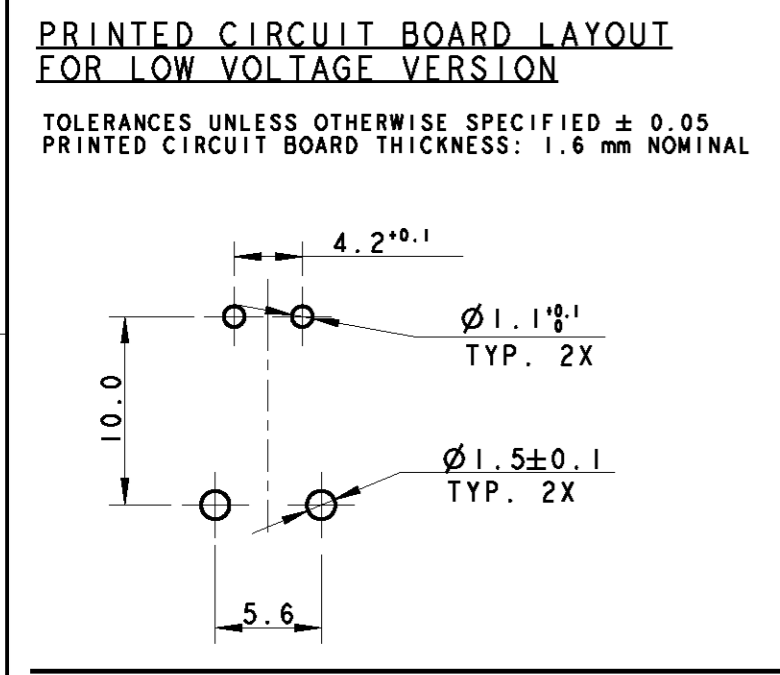 PRINTED CIRCUIT BOARD LAYOUT
FOR LOW VOLTAGE VERSION
TOLERANCES UNLESS OTHERWISE SPECIFIED ± 0.05
PRINTED CIRCUIT BOARD THICKNESS: 1.6 mm NOMINAL
4.2+0.1
Ø1.1+0.1 0
TYP. 2X
10.0
Ø1.5±0.1
TYP. 2X
5.6